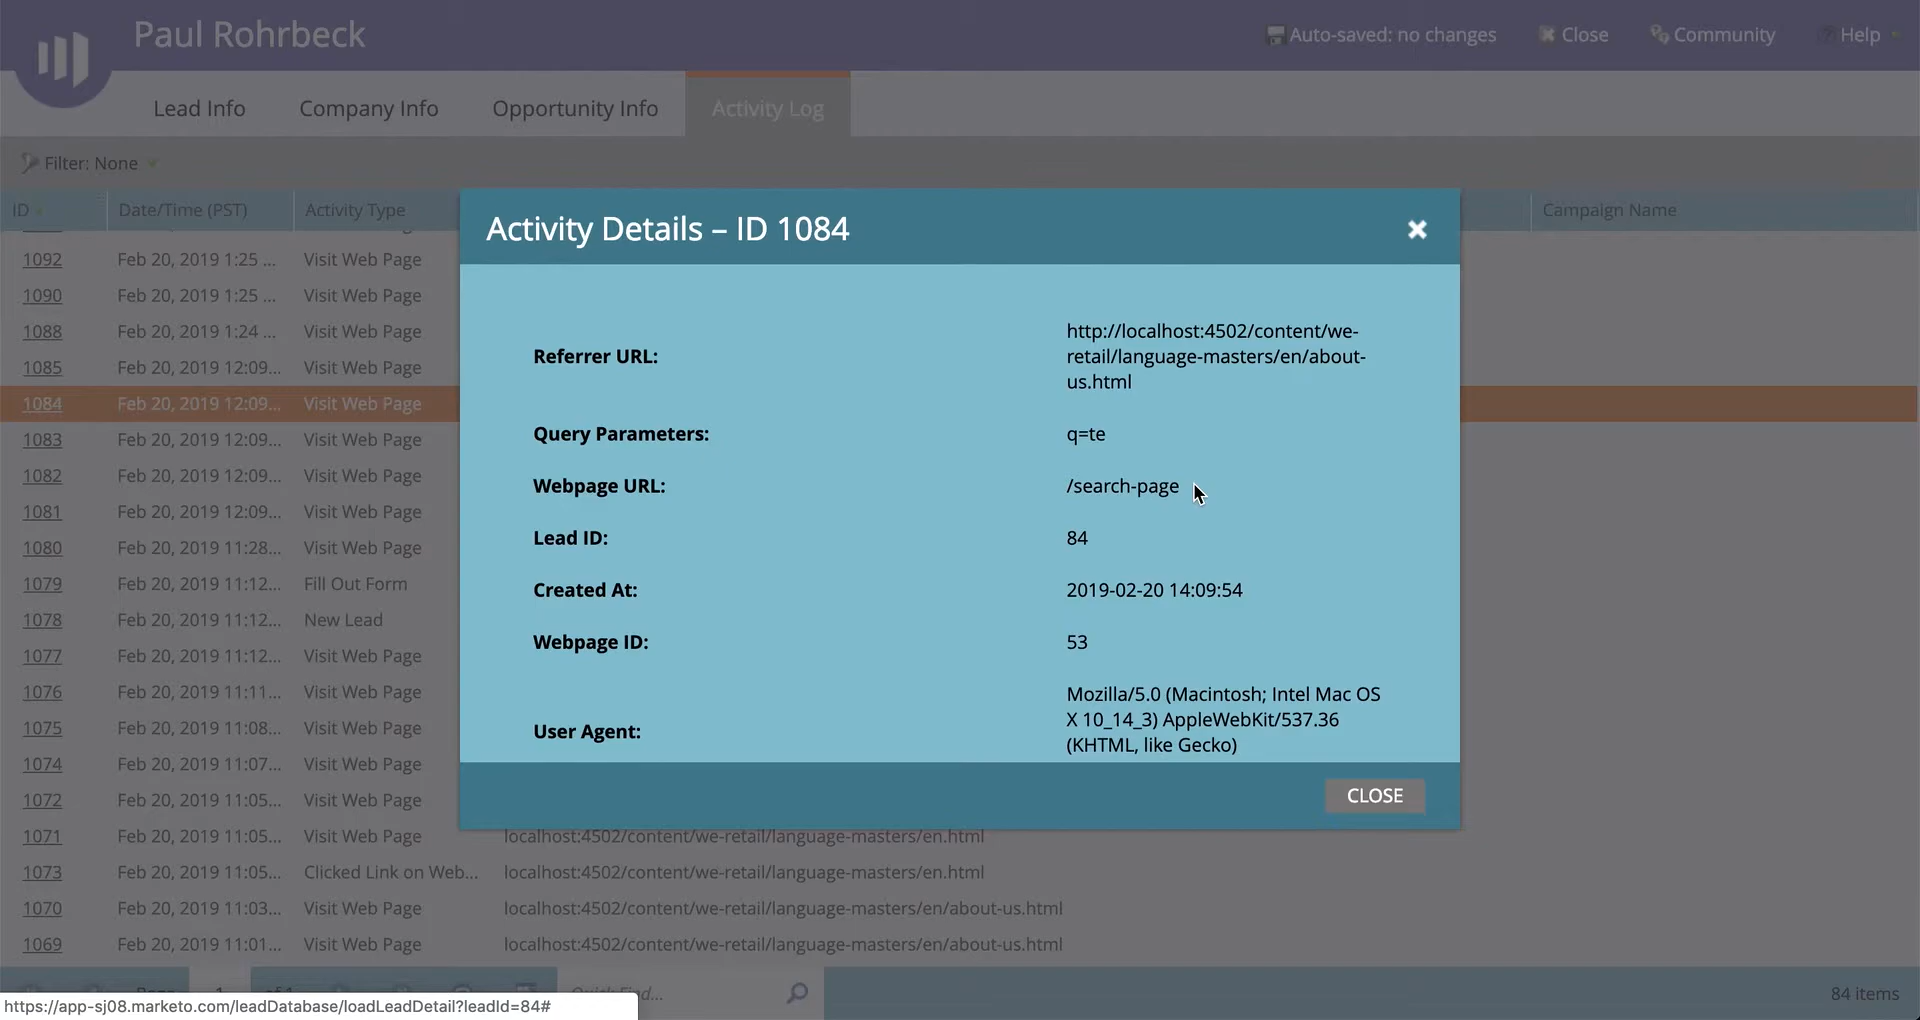 Paul Rohrbeck
Auto-saved: no changes
Close
Community
Help
Lead Info
Company Info
Opportunity Info
Activity Log
Filter: None
ID
Date/Time (PST)
Activity Type
Campaign Name
Activity Details – ID 1084
1092 Feb 20, 2019 1:25 ... Visit Web Page
1090 Feb 20, 2019 1:25 ... Visit Web Page
1088 Feb 20, 2019 1:24 ... Visit Web Page
1085 Feb 20, 2019 12:09... Visit Web Page
1084 Feb 20, 2019 12:09... Visit Web Page
1083 Feb 20, 2019 12:09... Visit Web Page
1082 Feb 20, 2019 12:09... Visit Web Page
1081 Feb 20, 2019 12:09... Visit Web Page
1080 Feb 20, 2019 11:28... Visit Web Page
1079 Feb 20, 2019 11:12... Fill Out Form
1078 Feb 20, 2019 11:12... New Lead
1077 Feb 20, 2019 11:12... Visit Web Page
1076 Feb 20, 2019 11:11... Visit Web Page
1075 Feb 20, 2019 11:08... Visit Web Page
1074 Feb 20, 2019 11:07... Visit Web Page
1072 Feb 20, 2019 11:05... Visit Web Page
1071 Feb 20, 2019 11:05... Visit Web Page localhost:4502/content/we-retail/language-masters/en.html
1073 Feb 20, 2019 11:05... Clicked Link on Web... localhost:4502/content/we-retail/language-masters/en.html
1070 Feb 20, 2019 11:03... Visit Web Page localhost:4502/content/we-retail/language-masters/en/about-us.html
1069 Feb 20, 2019 11:01... Visit Web Page localhost:4502/content/we-retail/language-masters/en/about-us.html
Referrer URL:
http://localhost:4502/content/we-
retail/language-masters/en/about-
us.html
Query Parameters: q=te
Webpage URL: /search-page
Lead ID: 84
Created At: 2019-02-20 14:09:54
Webpage ID: 53
User Agent:
Mozilla/5.0 (Macintosh; Intel Mac OS
X 10_14_3) AppleWebKit/537.36
(KHTML, like Gecko)
CLOSE
84 items
https://app-sj08.marketo.com/leadDatabase/loadLeadDetail?leadId=84#